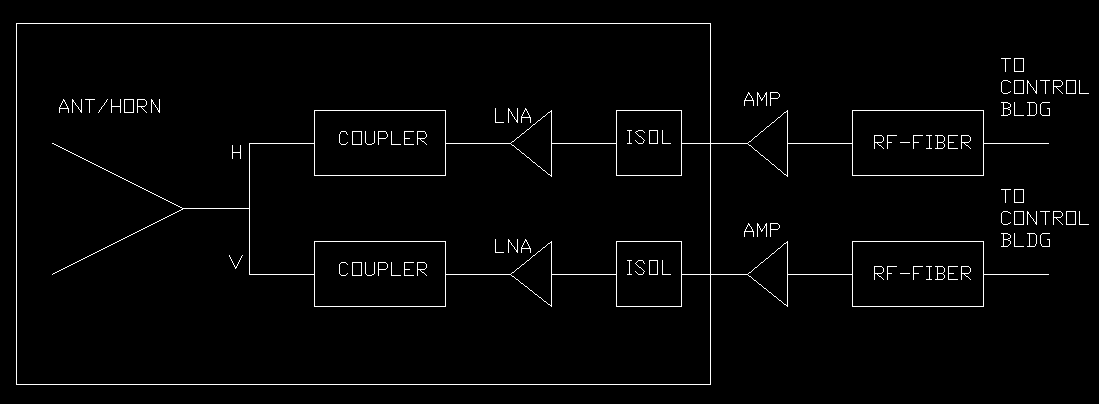 ANT/HORN
H
COUPLER
LNA
ISOL
AMP
RF-FIBER
TO
CONTROL
BLDG
V
COUPLER
LNA
ISOL
AMP
RF-FIBER
TO
CONTROL
BLDG